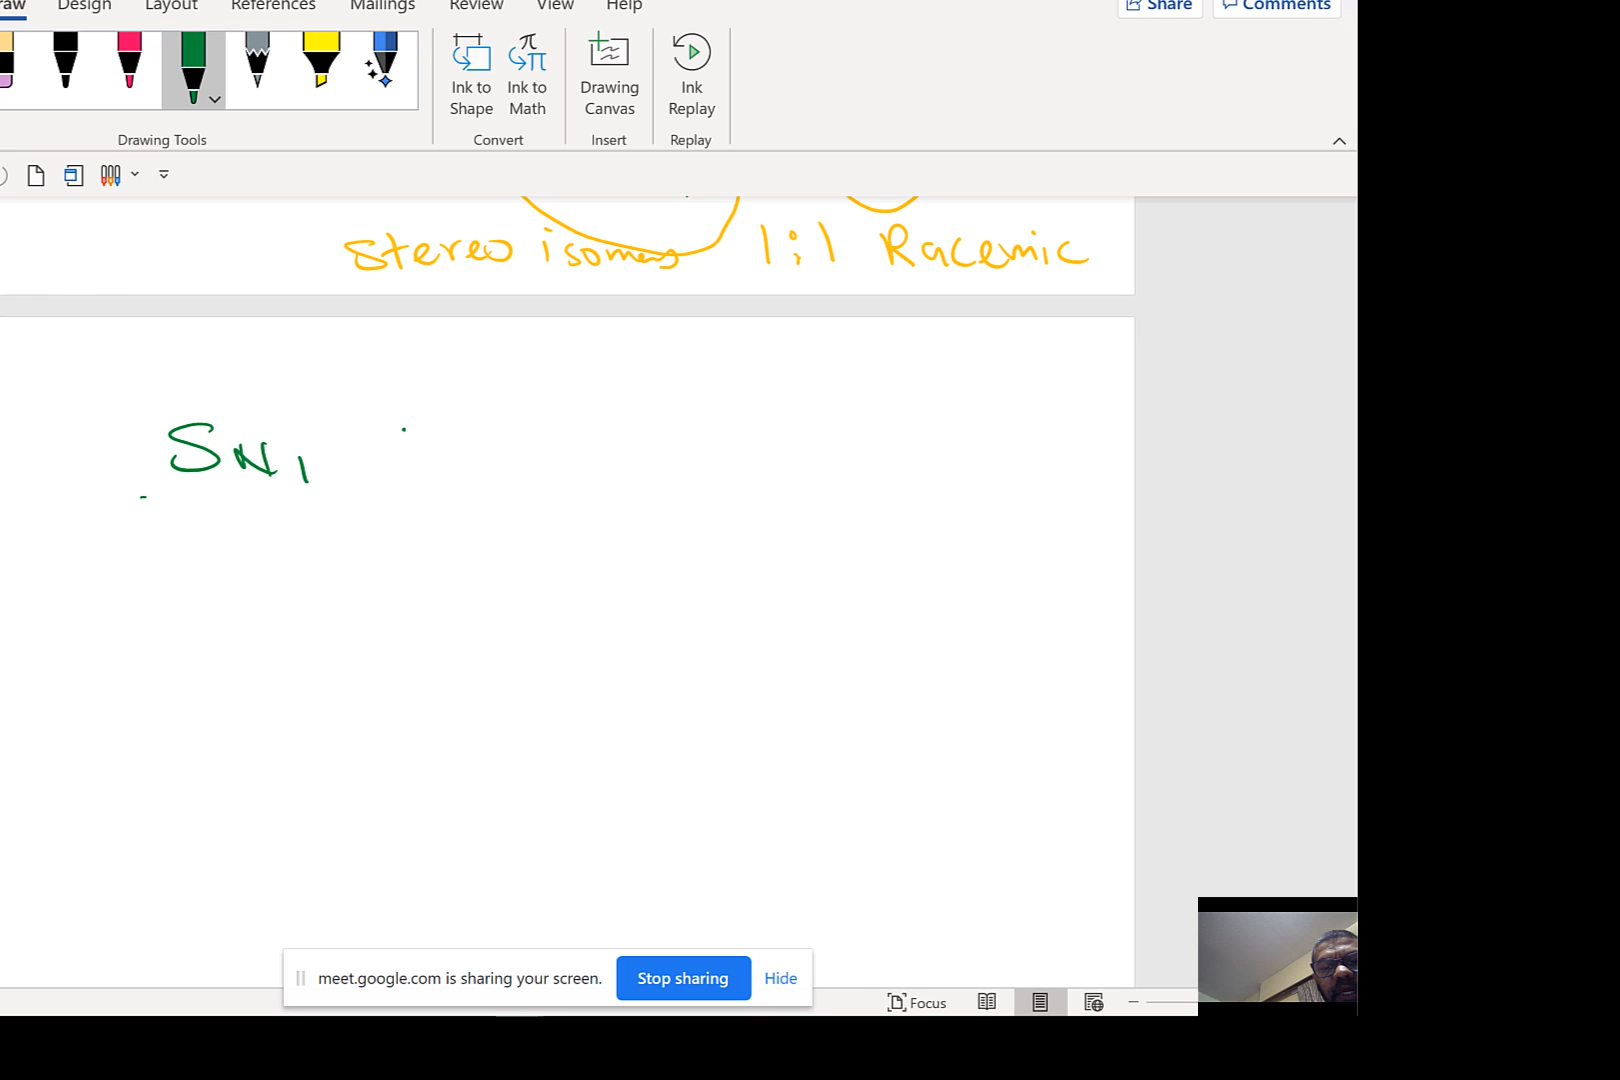 aw Design Layout References Mailings Review View Help Share Comments
Ink to Shape Ink to Math Drawing Canvas Ink Replay
Drawing Tools Convert Insert Replay
stereo isomers 1:1 Racemic
SN1
meet.google.com is sharing your screen. Stop sharing Hide
Focus